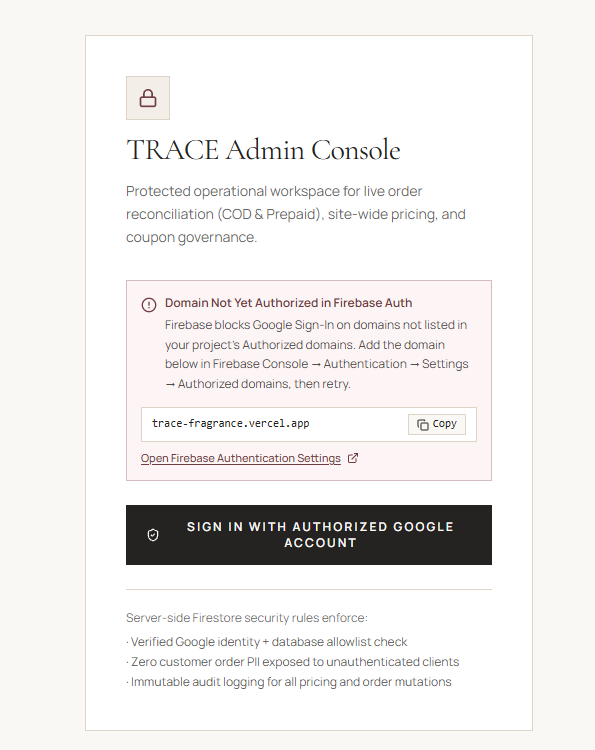 TRACE Admin Console
Protected operational workspace for live order
reconciliation (COD & Prepaid), site-wide pricing, and
coupon governance.
Domain Not Yet Authorized in Firebase Auth
Firebase blocks Google Sign-In on domains not listed in
your project's Authorized domains. Add the domain
below in Firebase Console → Authentication → Settings
→ Authorized domains, then retry.
trace-fragrance.vercel.app
Copy
Open Firebase Authentication Settings
SIGN IN WITH AUTHORIZED GOOGLE
ACCOUNT
Server-side Firestore security rules enforce:
· Verified Google identity + database allowlist check
· Zero customer order PII exposed to unauthenticated clients
· Immutable audit logging for all pricing and order mutations